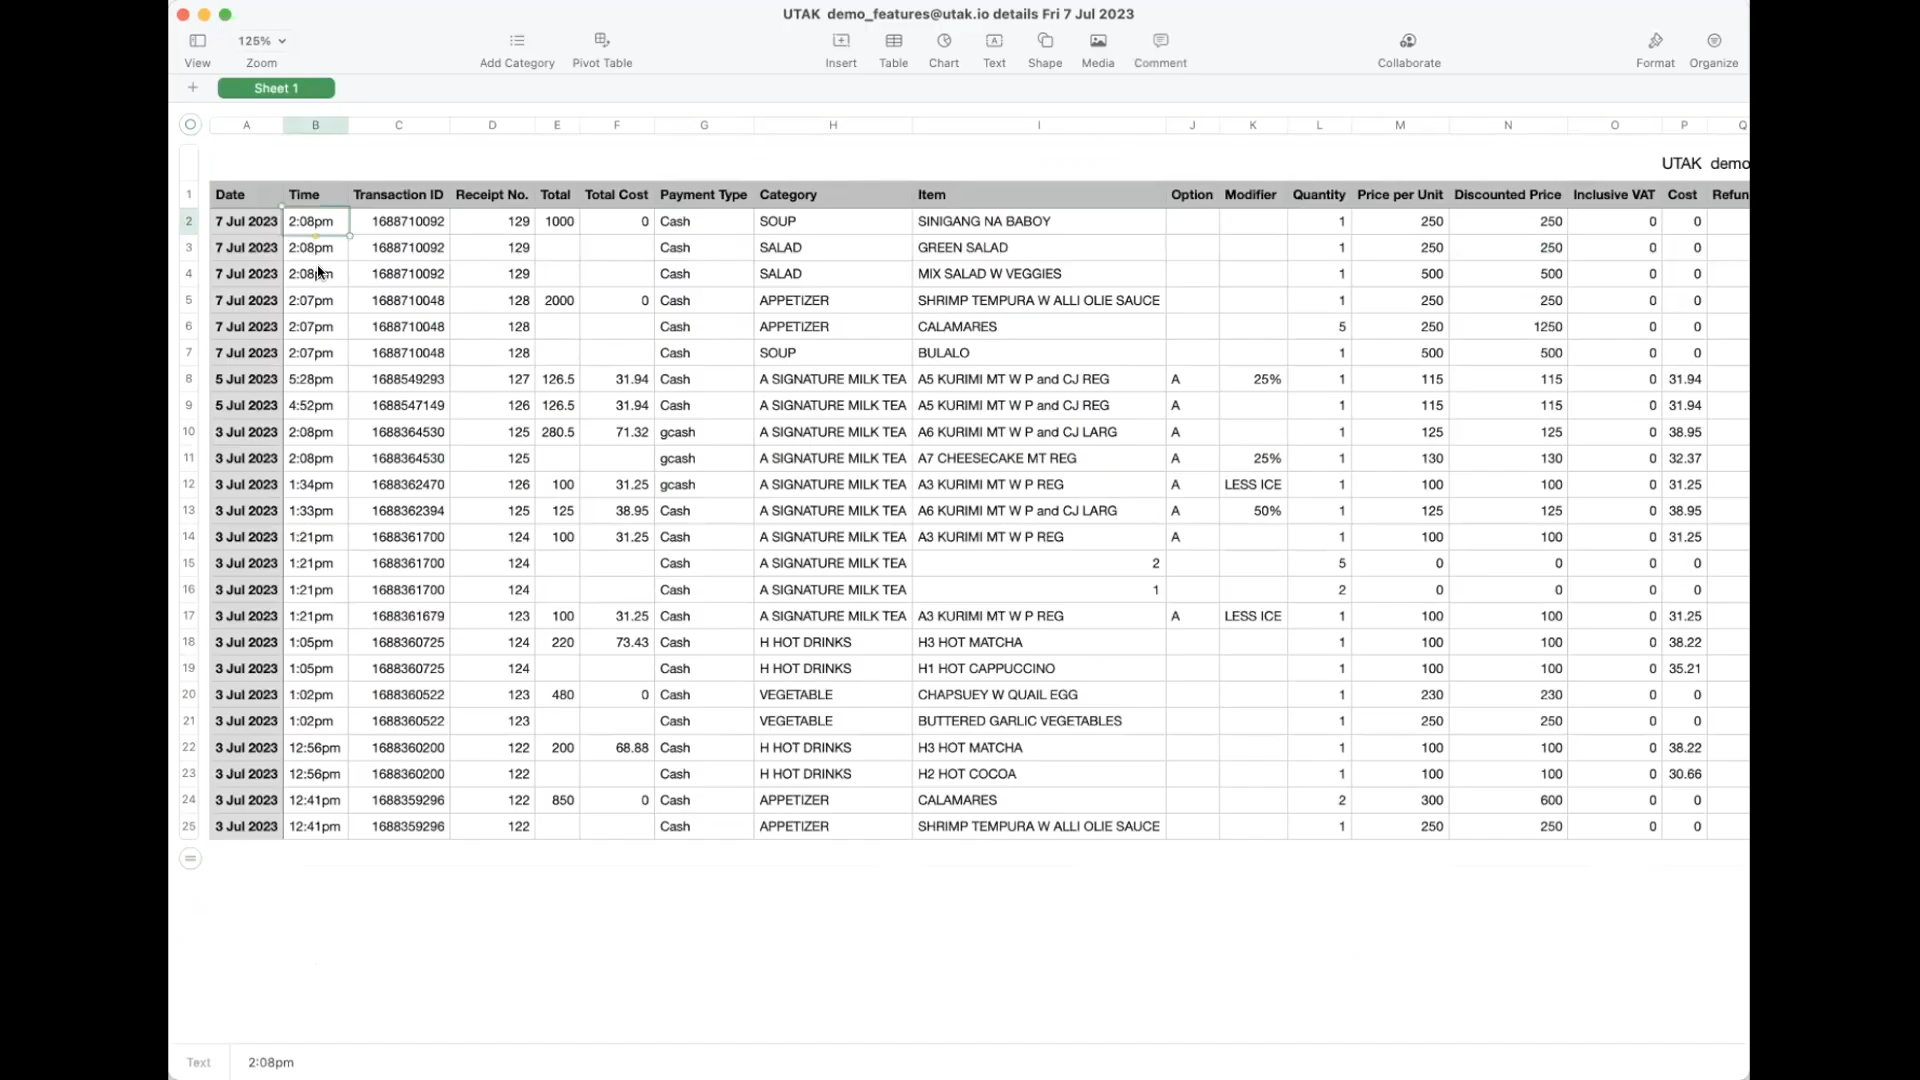 UTAK demo_features@utak.io details Fri 7 Jul 2023
125%
View Zoom Add Category Pivot Table Insert Table Chart Text Shape Media Comment Collaborate Format Organize
+ Sheet 1
A B C D E F G H I J K L M N O P Q
UTAK demo
1 Date Time Transaction ID Receipt No. Total Total Cost Payment Type Category Item Option Modifier Quantity Price per Unit Discounted Price Inclusive VAT Cost Refun
2 7 Jul 2023 2:08pm 1688710092 129 1000 0 Cash SOUP SINIGANG NA BABOY 1 250 250 0 0
3 7 Jul 2023 2:08pm 1688710092 129 Cash SALAD GREEN SALAD 1 250 250 0 0
4 7 Jul 2023 2:08pm 1688710092 129 Cash SALAD MIX SALAD W VEGGIES 1 500 500 0 0
5 7 Jul 2023 2:07pm 1688710048 128 2000 0 Cash APPETIZER SHRIMP TEMPURA W ALLI OLIE SAUCE 1 250 250 0 0
6 7 Jul 2023 2:07pm 1688710048 128 Cash APPETIZER CALAMARES 5 250 1250 0 0
7 7 Jul 2023 2:07pm 1688710048 128 Cash SOUP BULALO 1 500 500 0 0
8 5 Jul 2023 5:28pm 1688549293 127 126.5 31.94 Cash A SIGNATURE MILK TEA A5 KURIMI MT W P and CJ REG A 25% 1 115 115 0 31.94
9 5 Jul 2023 4:52pm 1688547149 126 126.5 31.94 Cash A SIGNATURE MILK TEA A5 KURIMI MT W P and CJ REG A 1 115 115 0 31.94
10 3 Jul 2023 2:08pm 1688364530 125 280.5 71.32 gcash A SIGNATURE MILK TEA A6 KURIMI MT W P and CJ LARG A 1 125 125 0 38.95
11 3 Jul 2023 2:08pm 1688364530 125 gcash A SIGNATURE MILK TEA A7 CHEESECAKE MT REG A 25% 1 130 130 0 32.37
12 3 Jul 2023 1:34pm 1688362470 126 100 31.25 gcash A SIGNATURE MILK TEA A3 KURIMI MT W P REG A LESS ICE 1 100 100 0 31.25
13 3 Jul 2023 1:33pm 1688362394 125 125 38.95 Cash A SIGNATURE MILK TEA A6 KURIMI MT W P and CJ LARG A 50% 1 125 125 0 38.95
14 3 Jul 2023 1:21pm 1688361700 124 100 31.25 Cash A SIGNATURE MILK TEA A3 KURIMI MT W P REG A 1 100 100 0 31.25
15 3 Jul 2023 1:21pm 1688361700 124 Cash A SIGNATURE MILK TEA 2 5 0 0 0 0
16 3 Jul 2023 1:21pm 1688361700 124 Cash A SIGNATURE MILK TEA 1 2 0 0 0 0
17 3 Jul 2023 1:21pm 1688361679 123 100 31.25 Cash A SIGNATURE MILK TEA A3 KURIMI MT W P REG A LESS ICE 1 100 100 0 31.25
18 3 Jul 2023 1:05pm 1688360725 124 220 73.43 Cash H HOT DRINKS H3 HOT MATCHA 1 100 100 0 38.22
19 3 Jul 2023 1:05pm 1688360725 124 Cash H HOT DRINKS H1 HOT CAPPUCCINO 1 100 100 0 35.21
20 3 Jul 2023 1:02pm 1688360522 123 480 0 Cash VEGETABLE CHAPSUEY W QUAIL EGG 1 230 230 0 0
21 3 Jul 2023 1:02pm 1688360522 123 Cash VEGETABLE BUTTERED GARLIC VEGETABLES 1 250 250 0 0
22 3 Jul 2023 12:56pm 1688360200 122 200 68.88 Cash H HOT DRINKS H3 HOT MATCHA 1 100 100 0 38.22
23 3 Jul 2023 12:56pm 1688360200 122 Cash H HOT DRINKS H2 HOT COCOA 1 100 100 0 30.66
24 3 Jul 2023 12:41pm 1688359296 122 850 0 Cash APPETIZER CALAMARES 2 300 600 0 0
25 3 Jul 2023 12:41pm 1688359296 122 Cash APPETIZER SHRIMP TEMPURA W ALLI OLIE SAUCE 1 250 250 0 0
Text 2:08pm